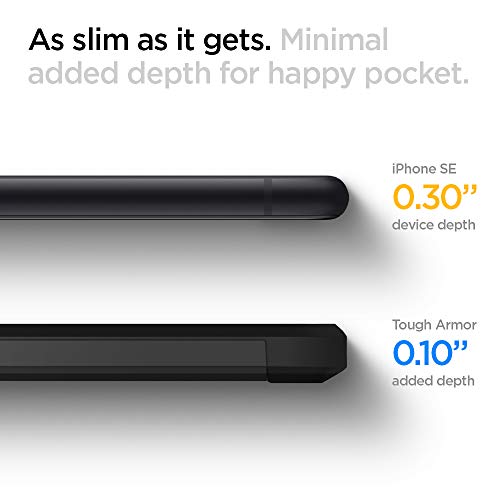 As slim as it gets. Minimal
added depth for happy pocket.
iPhone SE
0.30”
device depth
Tough Armor
0.10”
added depth